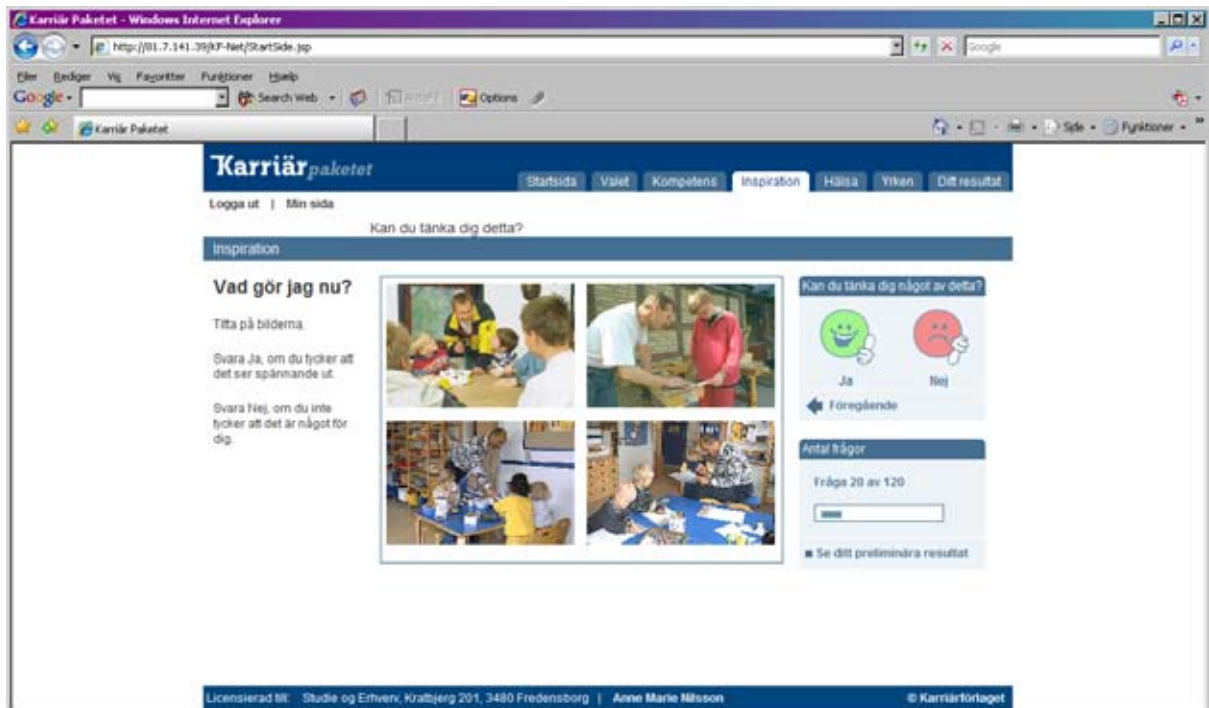 Karriär Paketet - Windows Internet Explorer
http://81.7.141.39/KF-Net/StartSide.jsp
Google
Filer Rediger Vis Favoritter Funktioner Hjælp
Google Search Web Options
Karriär Paketet Side Funktioner
Karriärpaketet
Startsida Valet Kompetens Inspiration Hälsa Yrken Ditt resultat
Logga ut | Min sida
Kan du tänka dig detta?
Inspiration
Vad gör jag nu?
Titta på bilderna.
Svara Ja, om du tycker att
det ser spännande ut.
Svara Nej, om du inte
tycker att det är något för
dig.
Kan du tänka dig något av detta?
Ja Nej
Föregående
Antal frågor
Fråga 20 av 120
Se ditt preliminära resultat
Licensierad till: Studie og Erhverv, Kratbjerg 201, 3480 Fredensborg | Anne Marie Nilsson © Karriärförlaget